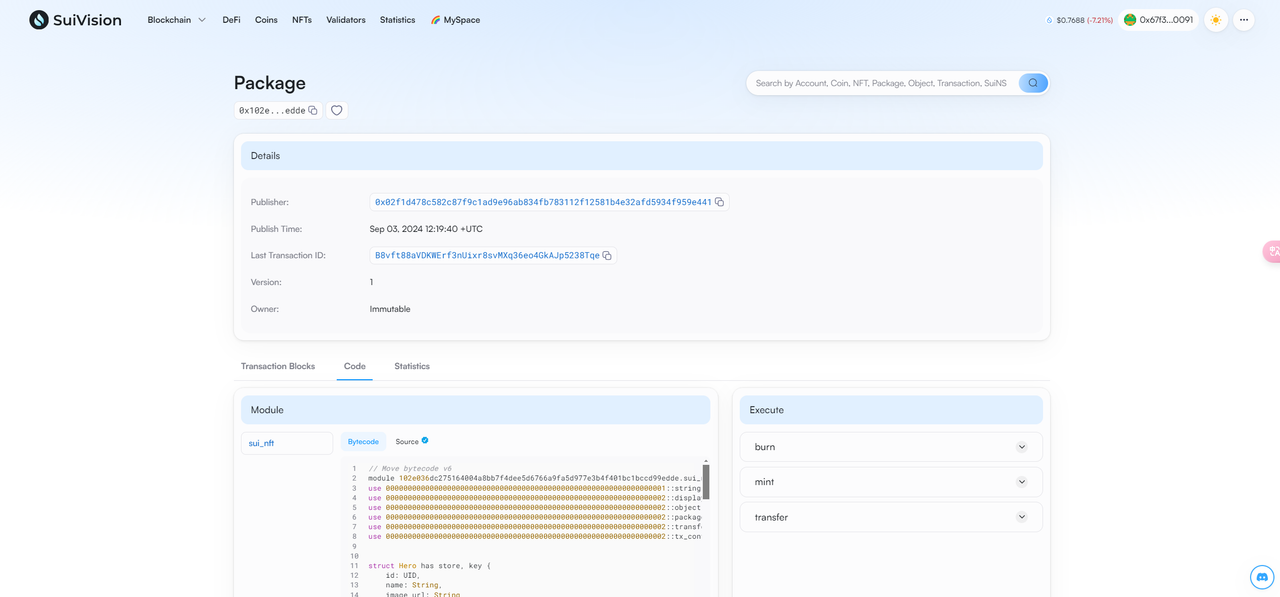 SuiVision Blockchain DeFi Coins NFTs Validators Statistics MySpace $0.7688 (-7.21%) 0x67f3...0091
Package
Search by Account, Coin, NFT, Package, Object, Transaction, SuiNS
0x102e...edde
Details
Publisher: 0x02f1d478c582c87f9c1ad9e96ab834fb783112f12581b4e32afd5934f959e441
Publish Time: Sep 03, 2024 12:19:40 +UTC
Last Transaction ID: B8vft88aVDKWErf3nUixr8svMXq36eo4GkAJp5238Tqe
Version: 1
Owner: Immutable
Transaction Blocks Code Statistics
Module
sui_nft
Bytecode Source
1 // Move bytecode v6
2 module 102e036dc275164004a8bb7f4dee5d6766a9fa5d977e3b4f401bc1bccd99edde.sui_
3 use 0000000000000000000000000000000000000000000000000000000000000001::string
4 use 0000000000000000000000000000000000000000000000000000000000000002::displa
5 use 0000000000000000000000000000000000000000000000000000000000000002::object
6 use 0000000000000000000000000000000000000000000000000000000000000002::packag
7 use 0000000000000000000000000000000000000000000000000000000000000002::transf
8 use 0000000000000000000000000000000000000000000000000000000000000002::tx_con
9
10
11 struct Hero has store, key {
12 id: UID,
13 name: String,
14 image_url: String
Execute
burn
mint
transfer